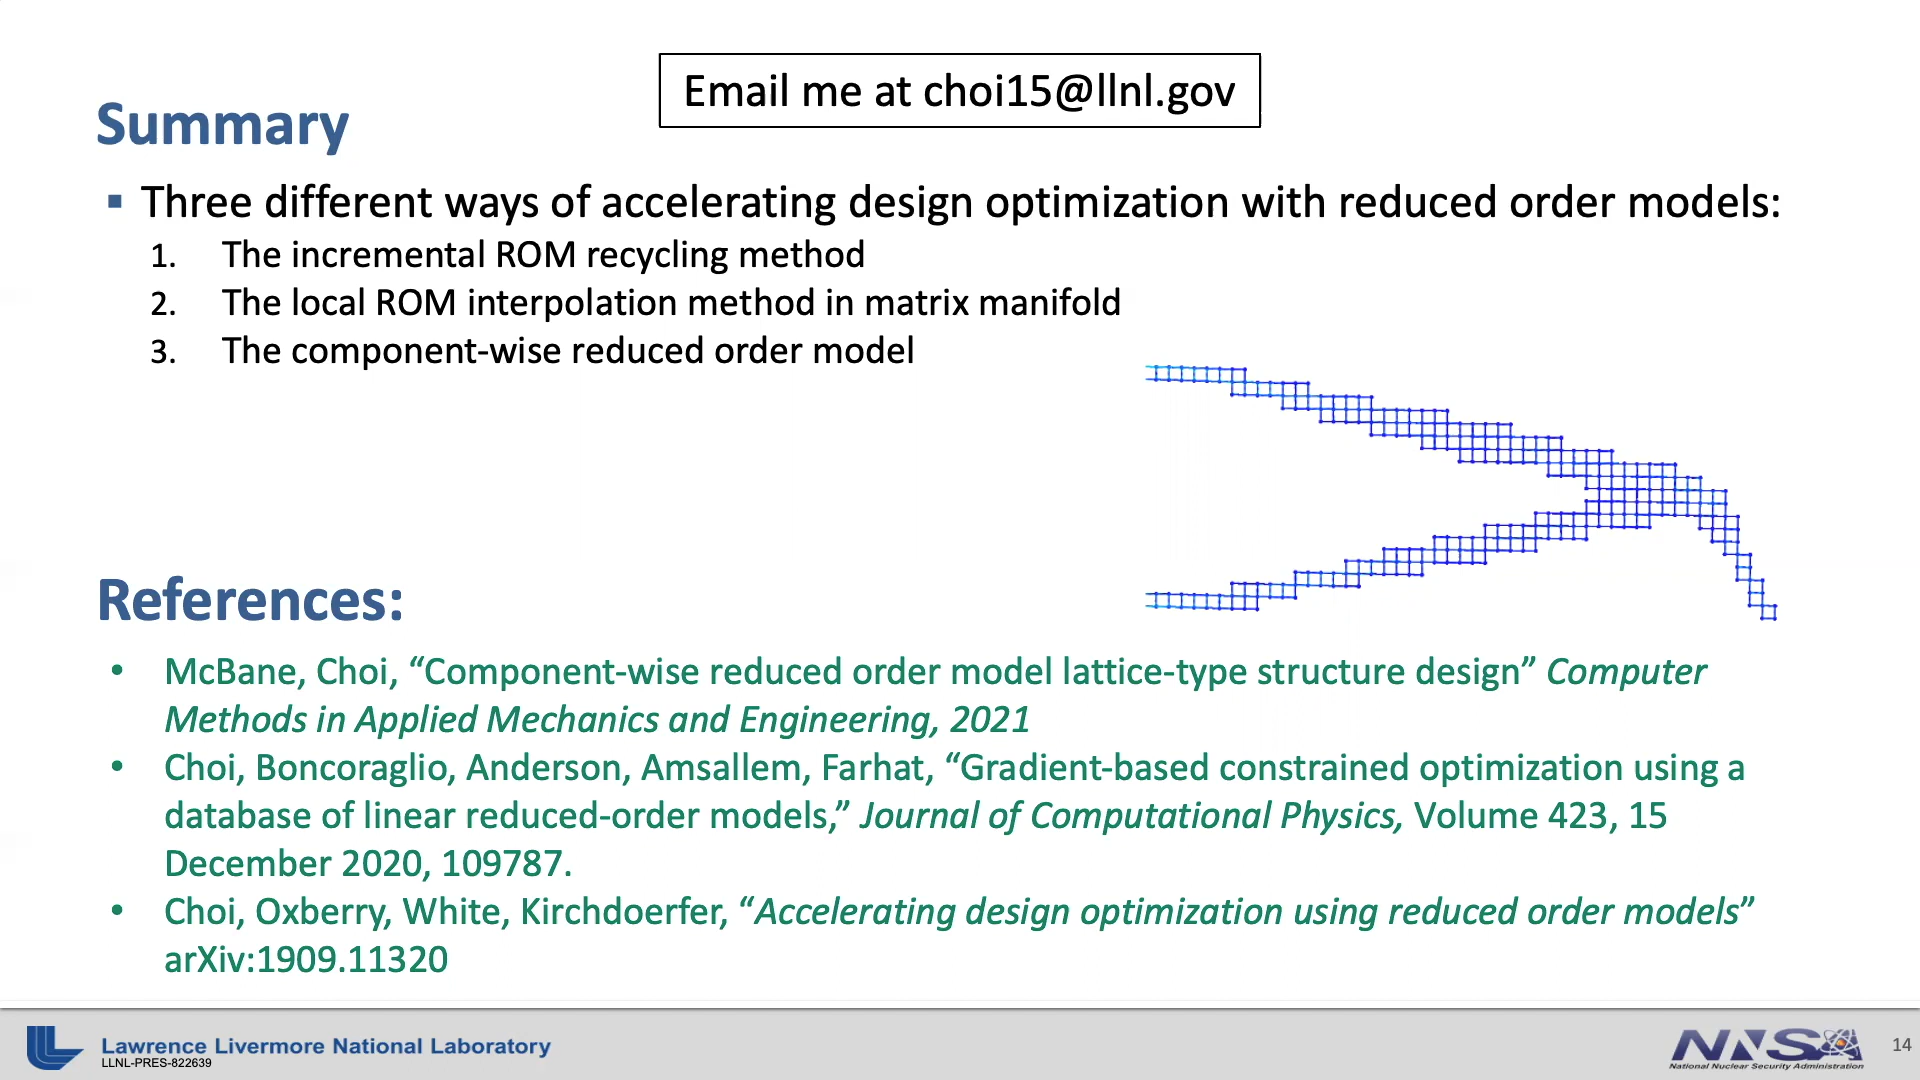 Email me at choi15@llnl.gov
Summary
▪ Three different ways of accelerating design optimization with reduced order models:
1. The incremental ROM recycling method
2. The local ROM interpolation method in matrix manifold
3. The component-wise reduced order model
References:
• McBane, Choi, “Component-wise reduced order model lattice-type structure design” Computer
Methods in Applied Mechanics and Engineering, 2021
• Choi, Boncoraglio, Anderson, Amsallem, Farhat, “Gradient-based constrained optimization using a
database of linear reduced-order models,” Journal of Computational Physics, Volume 423, 15
December 2020, 109787.
• Choi, Oxberry, White, Kirchdoerfer, “Accelerating design optimization using reduced order models”
arXiv:1909.11320
Lawrence Livermore National Laboratory
LLNL-PRES-822639
NNSA
National Nuclear Security Administration
14